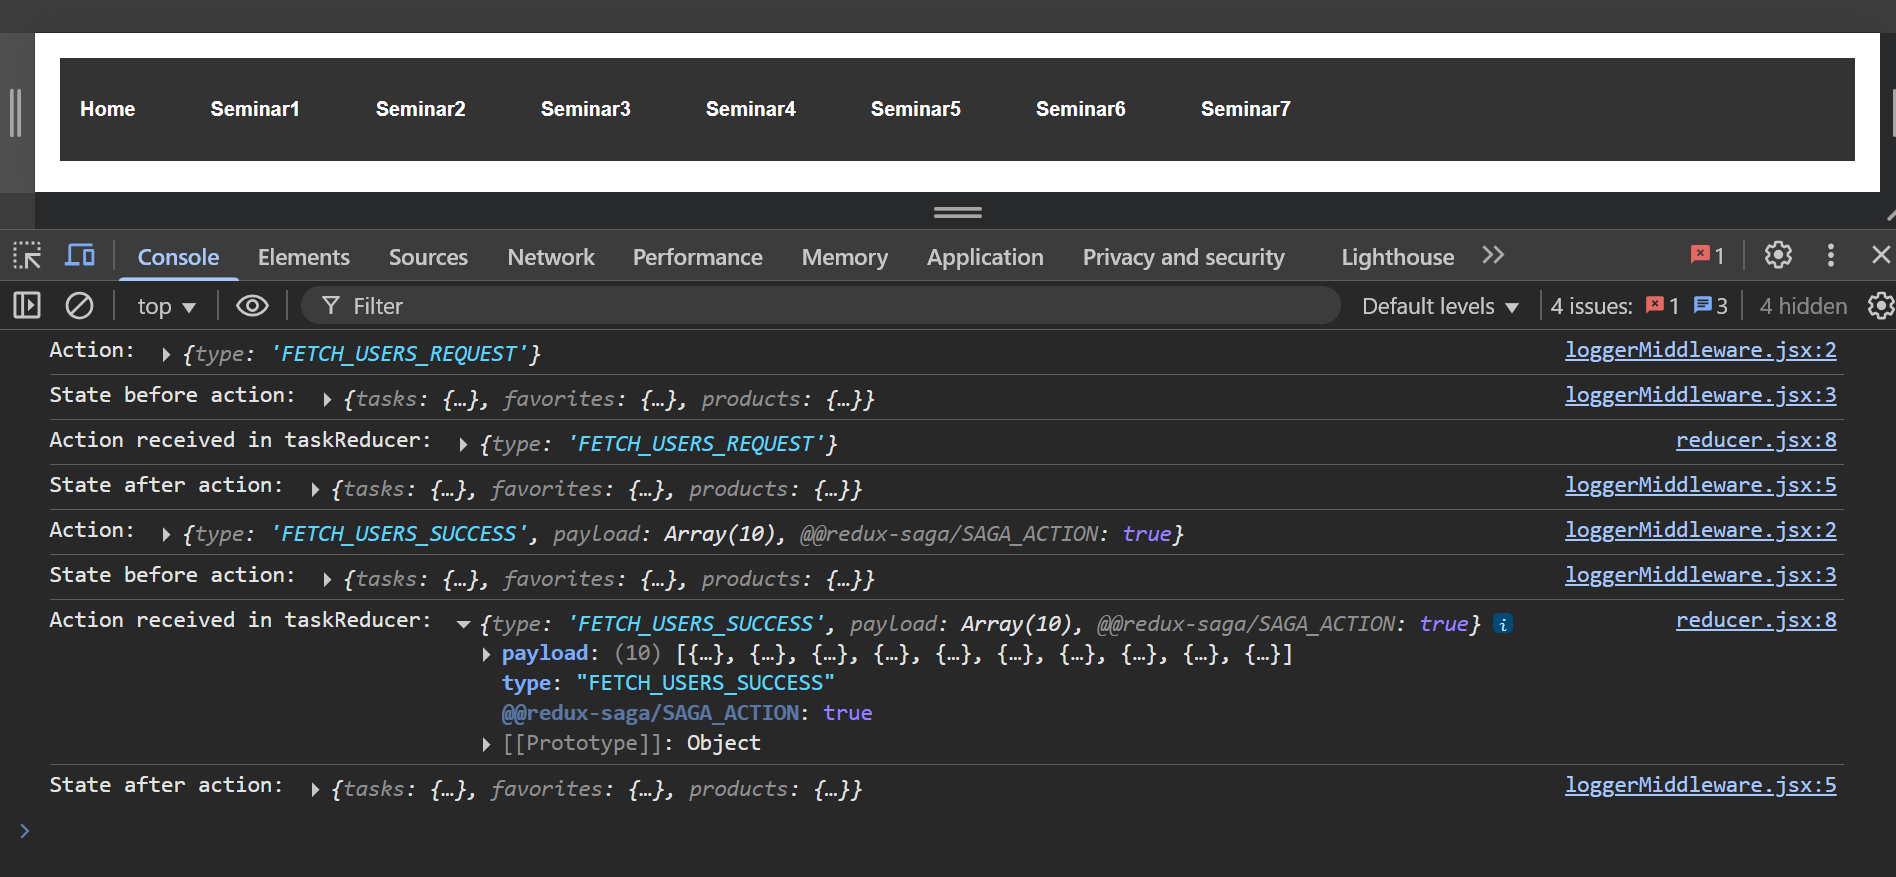 Home Seminar1 Seminar2 Seminar3 Seminar4 Seminar5 Seminar6 Seminar7
Console Elements Sources Network Performance Memory Application Privacy and security Lighthouse 1
top Filter Default levels 4 issues: 1 3 4 hidden
Action: {type: 'FETCH_USERS_REQUEST'} loggerMiddleware.jsx:2
State before action: {tasks: {…}, favorites: {…}, products: {…}} loggerMiddleware.jsx:3
Action received in taskReducer: {type: 'FETCH_USERS_REQUEST'} reducer.jsx:8
State after action: {tasks: {…}, favorites: {…}, products: {…}} loggerMiddleware.jsx:5
Action: {type: 'FETCH_USERS_SUCCESS', payload: Array(10), @@redux-saga/SAGA_ACTION: true} loggerMiddleware.jsx:2
State before action: {tasks: {…}, favorites: {…}, products: {…}} loggerMiddleware.jsx:3
Action received in taskReducer: {type: 'FETCH_USERS_SUCCESS', payload: Array(10), @@redux-saga/SAGA_ACTION: true} i reducer.jsx:8
payload: (10) [{…}, {…}, {…}, {…}, {…}, {…}, {…}, {…}, {…}, {…}]
type: "FETCH_USERS_SUCCESS"
@@redux-saga/SAGA_ACTION: true
[[Prototype]]: Object
State after action: {tasks: {…}, favorites: {…}, products: {…}} loggerMiddleware.jsx:5